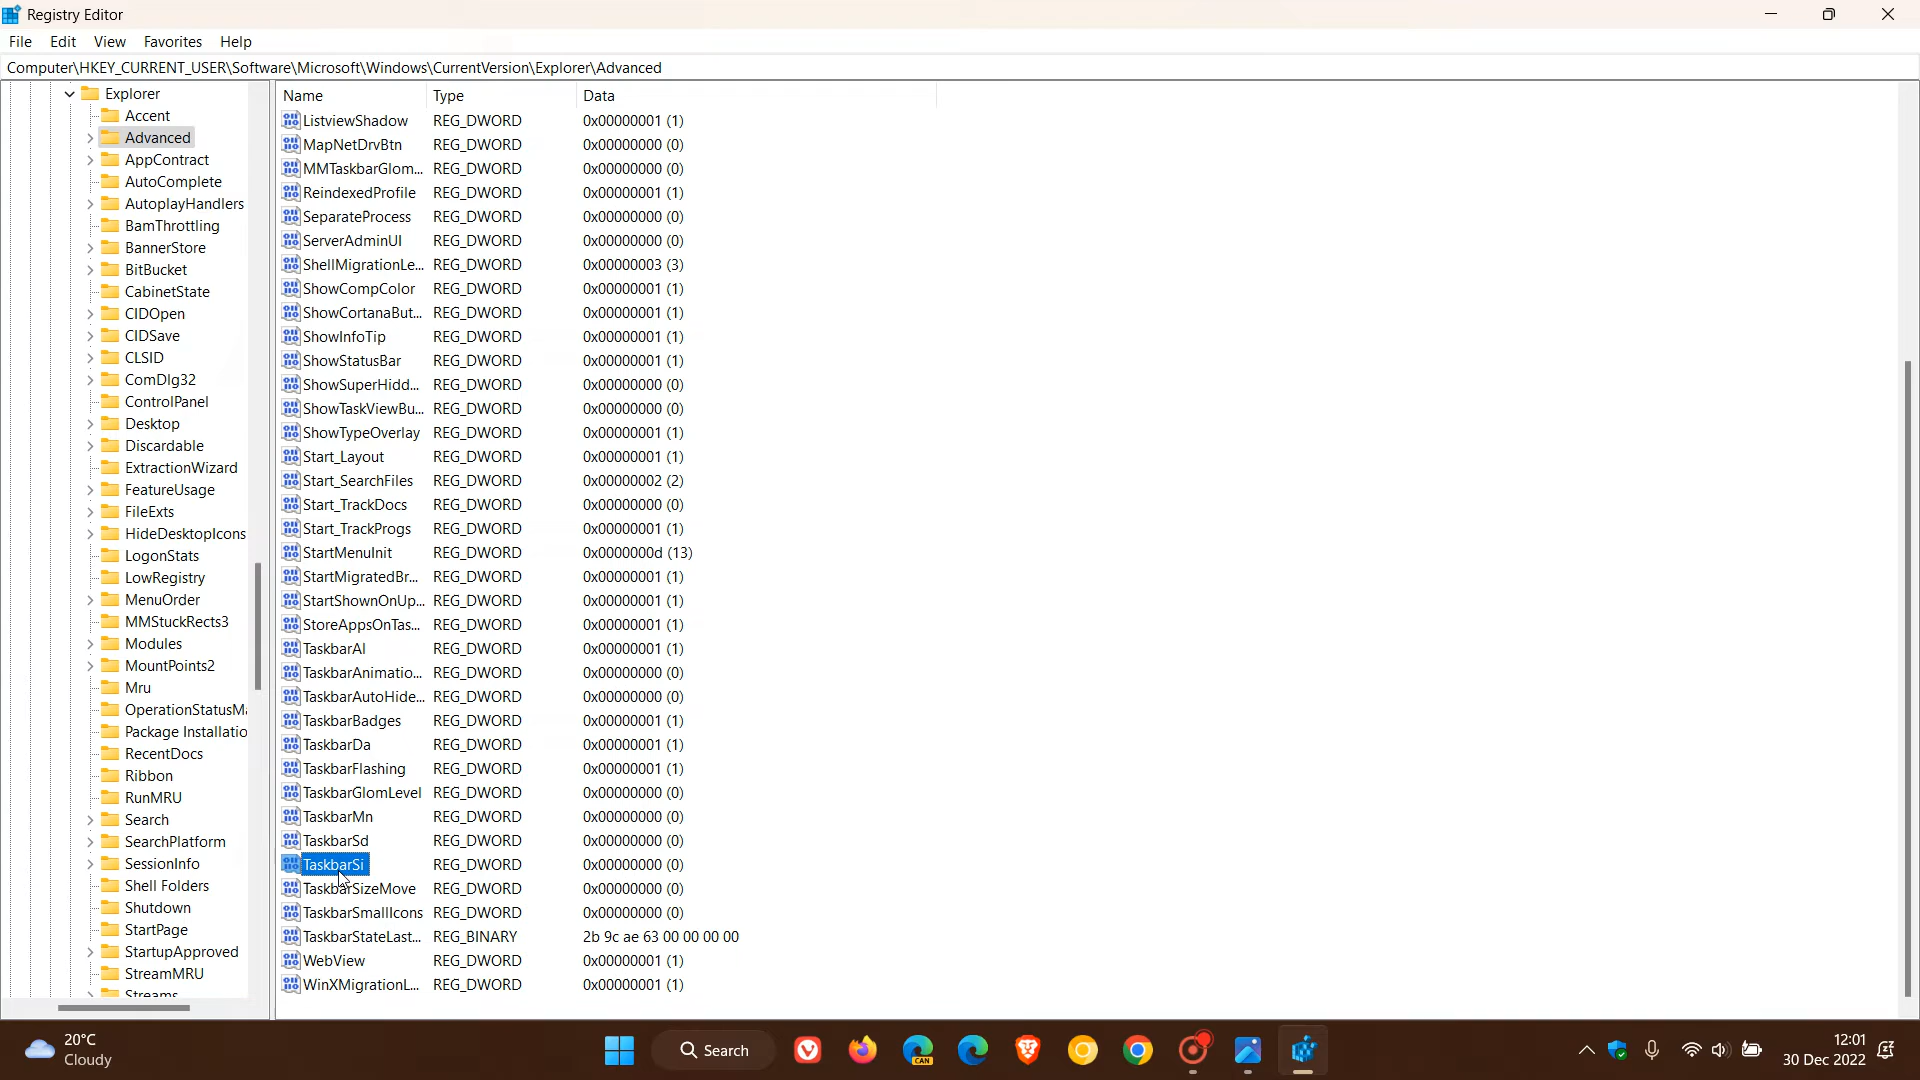 Registry Editor
File Edit View Favorites Help
Computer\HKEY_CURRENT_USER\Software\Microsoft\Windows\CurrentVersion\Explorer\Advanced
Explorer
Accent
Advanced
AppContract
AutoComplete
AutoplayHandlers
BamThrottling
BannerStore
BitBucket
CabinetState
CIDOpen
CIDSave
CLSID
ComDlg32
ControlPanel
Desktop
Discardable
ExtractionWizard
FeatureUsage
FileExts
HideDesktopIcons
LogonStats
LowRegistry
MenuOrder
MMStuckRects3
Modules
MountPoints2
Mru
OperationStatusMa
Package Installatio
RecentDocs
Ribbon
RunMRU
Search
SearchPlatform
SessionInfo
Shell Folders
Shutdown
StartPage
StartupApproved
StreamMRU
Streams
Name Type Data
ListviewShadow REG_DWORD 0x00000001 (1)
MapNetDrvBtn REG_DWORD 0x00000000 (0)
MMTaskbarGlom... REG_DWORD 0x00000000 (0)
ReindexedProfile REG_DWORD 0x00000001 (1)
SeparateProcess REG_DWORD 0x00000000 (0)
ServerAdminUI REG_DWORD 0x00000000 (0)
ShellMigrationLe... REG_DWORD 0x00000003 (3)
ShowCompColor REG_DWORD 0x00000001 (1)
ShowCortanaBut... REG_DWORD 0x00000001 (1)
ShowInfoTip REG_DWORD 0x00000001 (1)
ShowStatusBar REG_DWORD 0x00000001 (1)
ShowSuperHidd... REG_DWORD 0x00000000 (0)
ShowTaskViewBu... REG_DWORD 0x00000000 (0)
ShowTypeOverlay REG_DWORD 0x00000001 (1)
Start_Layout REG_DWORD 0x00000001 (1)
Start_SearchFiles REG_DWORD 0x00000002 (2)
Start_TrackDocs REG_DWORD 0x00000000 (0)
Start_TrackProgs REG_DWORD 0x00000001 (1)
StartMenuInit REG_DWORD 0x0000000d (13)
StartMigratedBr... REG_DWORD 0x00000001 (1)
StartShownOnUp... REG_DWORD 0x00000001 (1)
StoreAppsOnTas... REG_DWORD 0x00000001 (1)
TaskbarAl REG_DWORD 0x00000001 (1)
TaskbarAnimatio... REG_DWORD 0x00000000 (0)
TaskbarAutoHide... REG_DWORD 0x00000000 (0)
TaskbarBadges REG_DWORD 0x00000001 (1)
TaskbarDa REG_DWORD 0x00000001 (1)
TaskbarFlashing REG_DWORD 0x00000001 (1)
TaskbarGlomLevel REG_DWORD 0x00000000 (0)
TaskbarMn REG_DWORD 0x00000000 (0)
TaskbarSd REG_DWORD 0x00000000 (0)
TaskbarSi REG_DWORD 0x00000000 (0)
TaskbarSizeMove REG_DWORD 0x00000000 (0)
TaskbarSmallIcons REG_DWORD 0x00000000 (0)
TaskbarStateLast... REG_BINARY 2b 9c ae 63 00 00 00 00
WebView REG_DWORD 0x00000001 (1)
WinXMigrationL... REG_DWORD 0x00000001 (1)
20°C
Cloudy
Search
CAN
12:01
30 Dec 2022